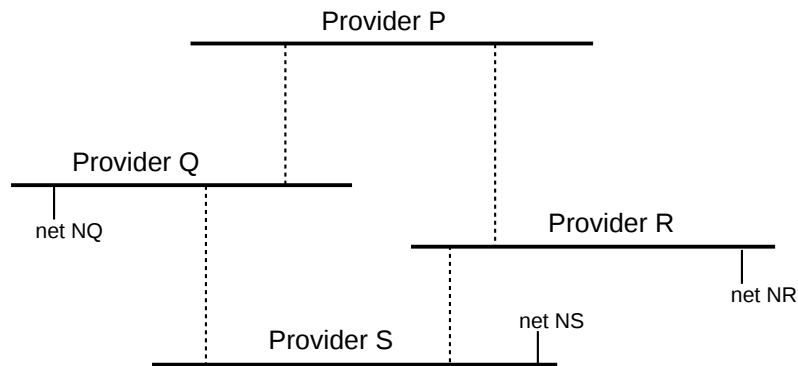 Provider P
Provider Q
net NQ
Provider R
net NR
net NS
Provider S